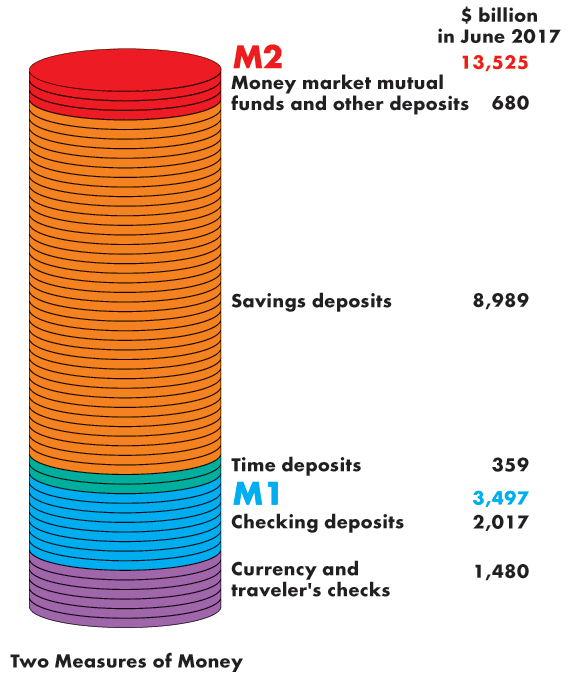 $ billion
in June 2017
M2 13,525
Money market mutual
funds and other deposits 680
Savings deposits 8,989
Time deposits 359
M1 3,497
Checking deposits 2,017
Currency and
traveler's checks 1,480
Two Measures of Money